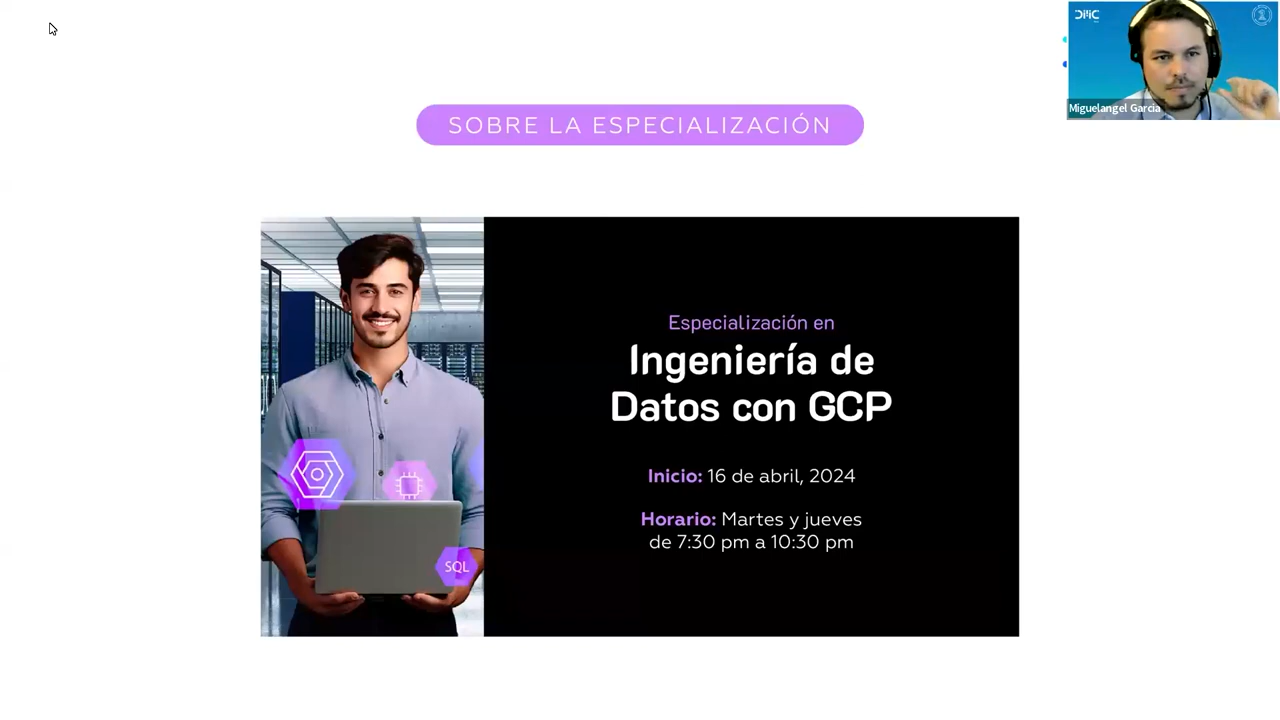 DMC
Miguelangel Garcia
SOBRE LA ESPECIALIZACIÓN
Especialización en
Ingeniería de
Datos con GCP
Inicio: 16 de abril, 2024
Horario: Martes y jueves
de 7:30 pm a 10:30 pm
SQL